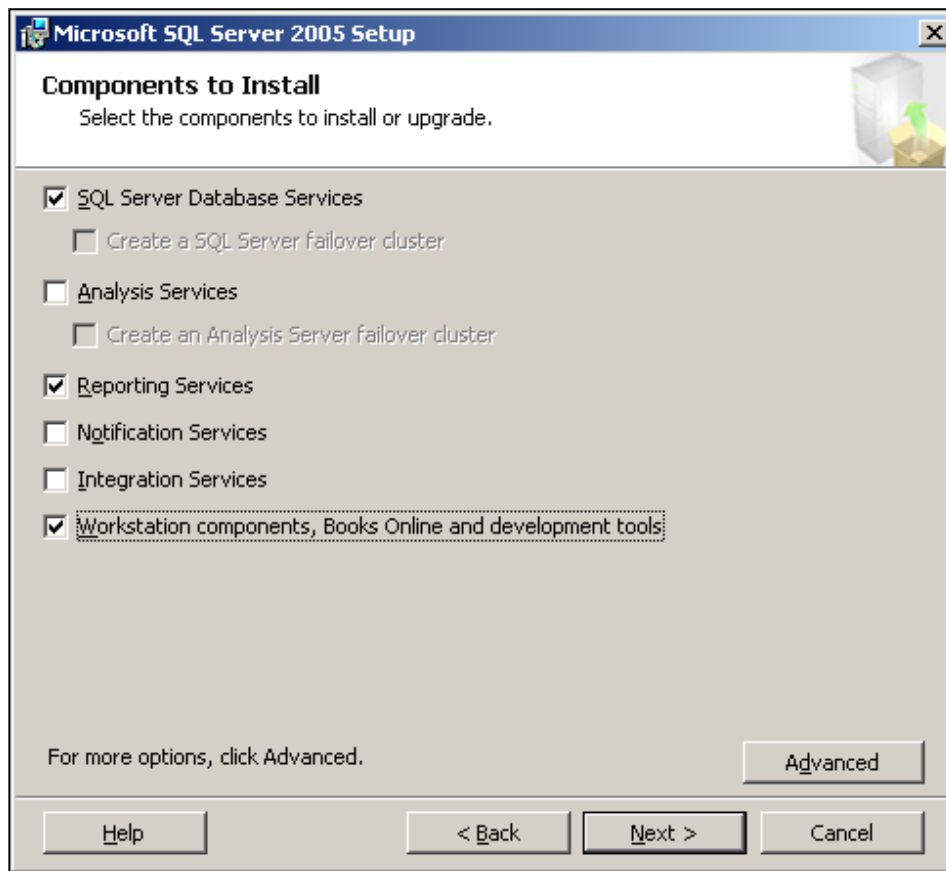 Microsoft SQL Server 2005 Setup
Components to Install
Select the components to install or upgrade.
SQL Server Database Services
Create a SQL Server failover cluster
Analysis Services
Create an Analysis Server failover cluster
Reporting Services
Notification Services
Integration Services
Workstation components, Books Online and development tools
For more options, click Advanced.
Advanced
Help
< Back
Next >
Cancel